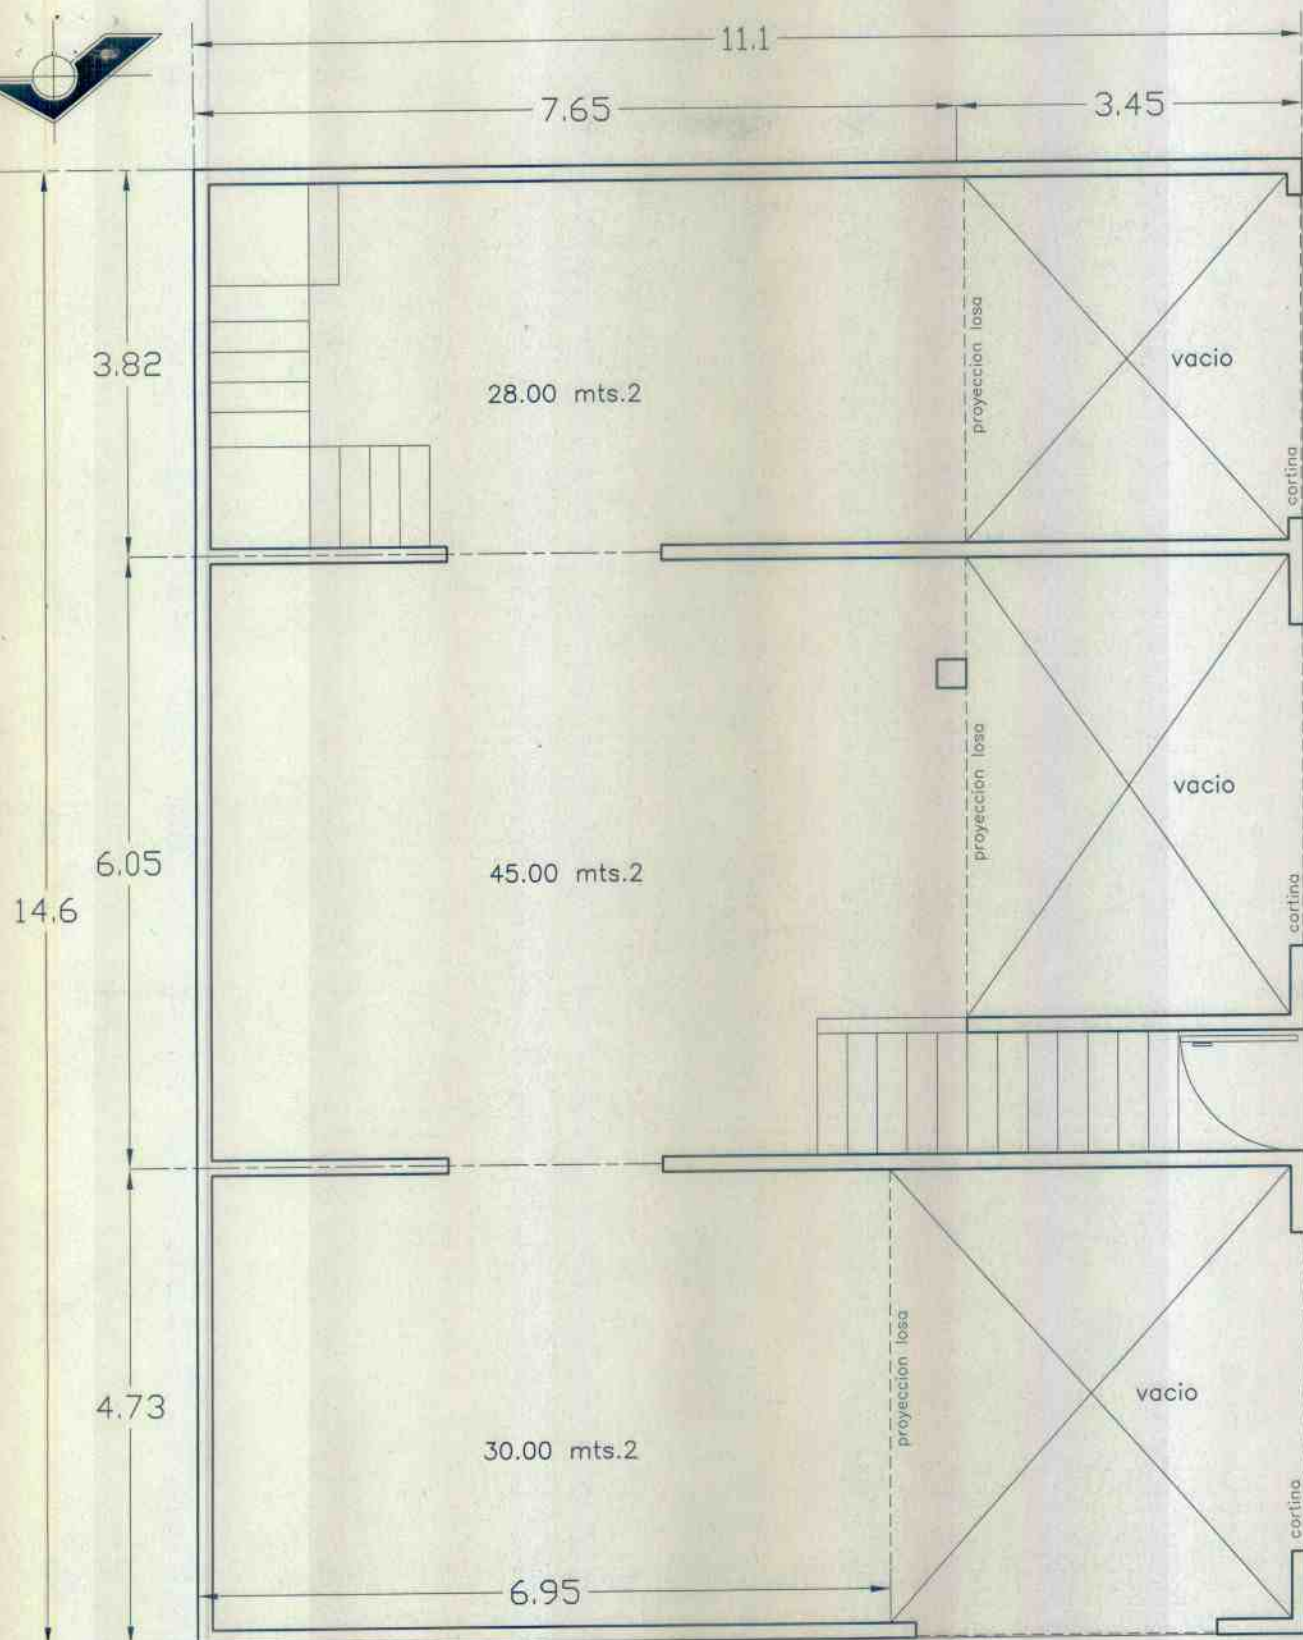 11.1
7.65
3.45
3.82
28.00 mts.2
proyeccion losa
vacio
cortina
6.05
14.6
45.00 mts.2
proyeccion losa
vacio
cortina
4.73
30.00 mts.2
proyeccion losa
vacio
cortina
6.95